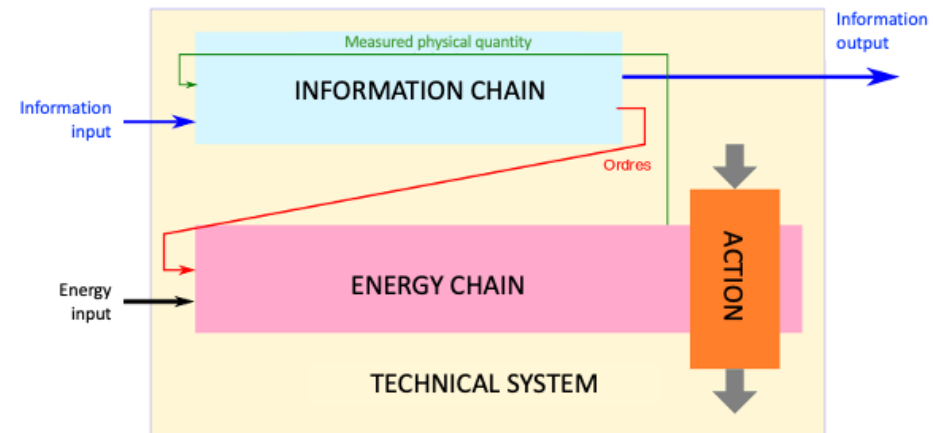 Information
output
Measured physical quantity
INFORMATION CHAIN
Information
input
Ordres
ACTION
ENERGY CHAIN
Energy
input
TECHNICAL SYSTEM